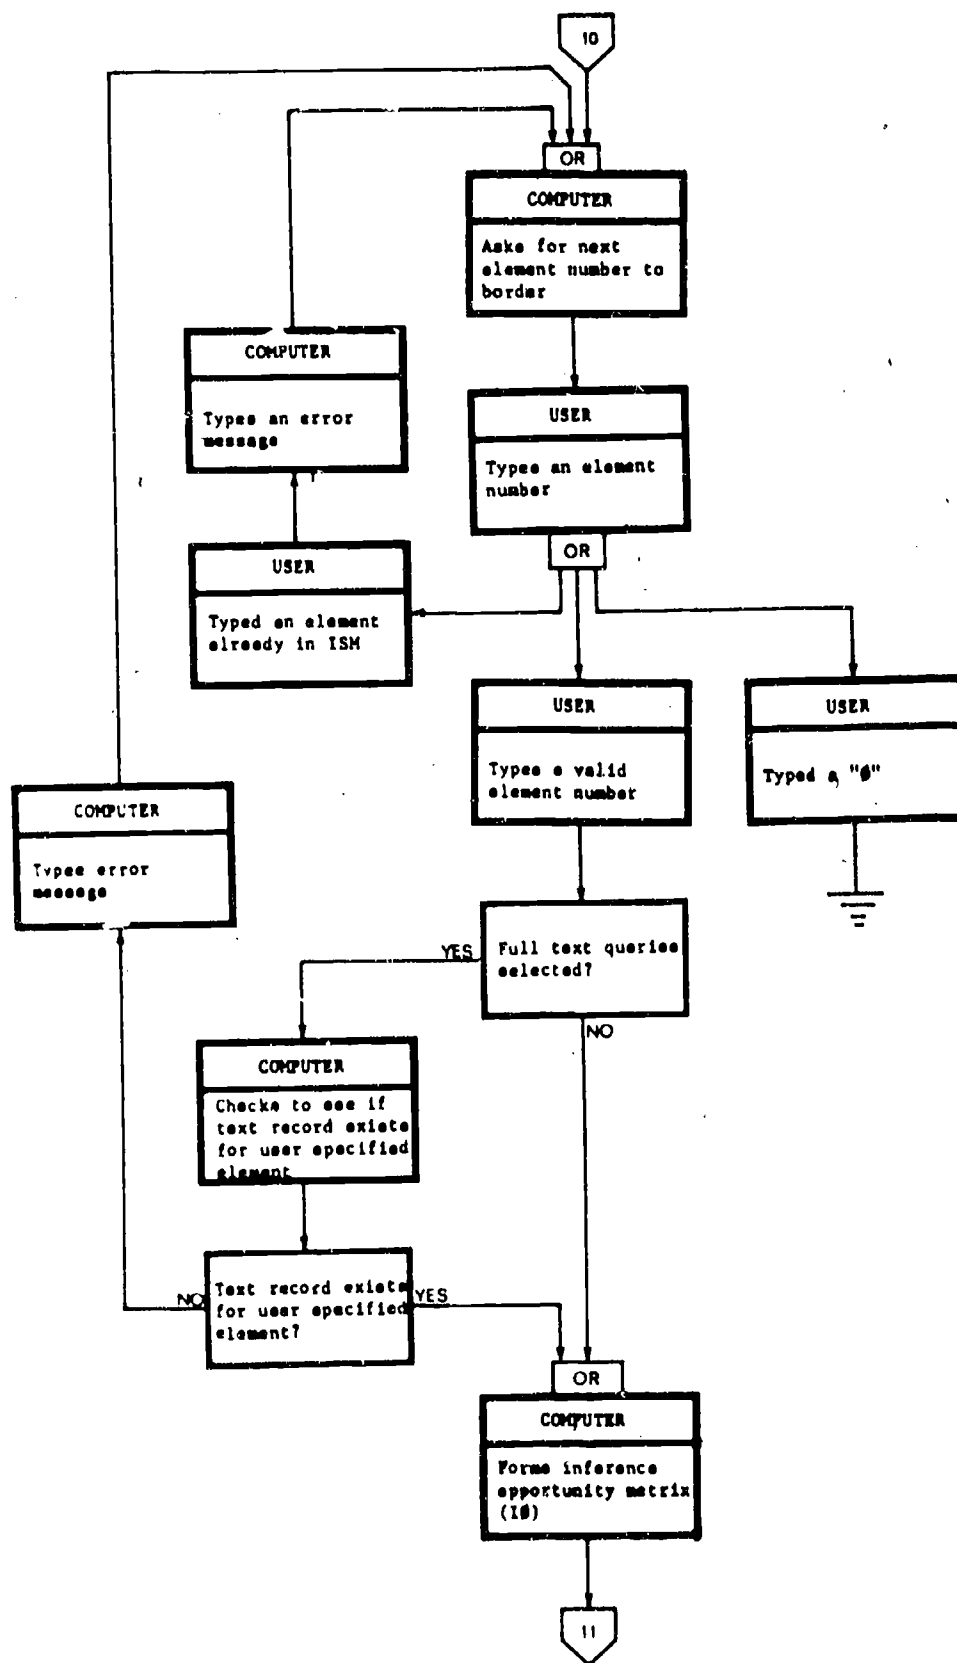 10
OR
COMPUTER
Asks for next
element number to
border
COMPUTER
Types an error
message
USER
Types an element
number
OR
USER
Typed an element
already in ISM
USER
Types a valid
element number
USER
Typed a "Ø"
COMPUTER
Types error
message
Full text queries
selected?
YES
NO
COMPUTER
Checks to see if
text record exists
for user specified
element
Text record exists
for user specified
element?
NO
YES
OR
COMPUTER
Forms inference
opportunity matrix
(IØ)
11